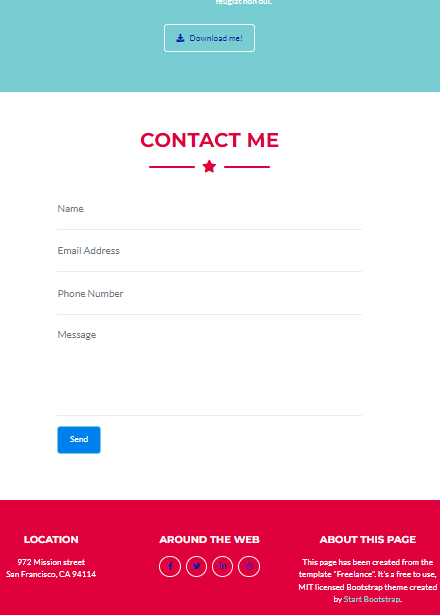 feugiat non dui.
Download me!
CONTACT ME
Name
Email Address
Phone Number
Message
Send
LOCATION
972 Mission street
San Francisco, CA 94114
AROUND THE WEB
ABOUT THIS PAGE
This page has been created from the
template "Freelance". It's a free to use,
MIT licensed Bootstrap theme created
by Start Bootstrap.